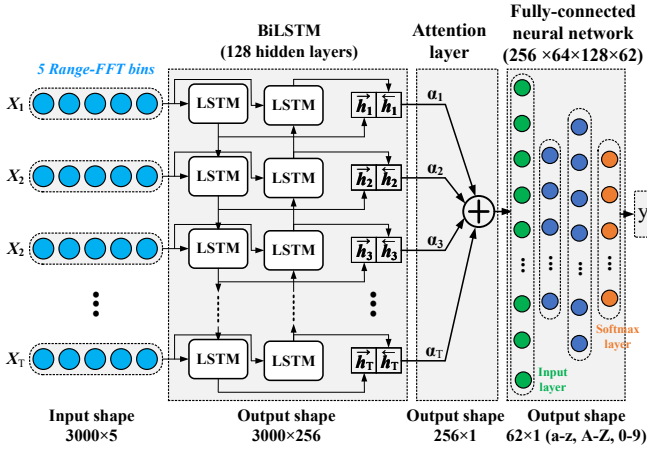 BiLSTM
(128 hidden layers)
Attention
layer
Fully-connected
neural network
(256 ×64×128×62)
5 Range-FFT bins
X1
LSTM
LSTM
h1
h1
α1
X2
LSTM
LSTM
h2
h2
α2
X2
LSTM
LSTM
h3
h3
α3
XT
LSTM
LSTM
hT
hT
αT
y
Softmax
layer
Input
layer
Input shape
3000×5
Output shape
3000×256
Output shape
256×1
Output shape
62×1 (a-z, A-Z, 0-9)